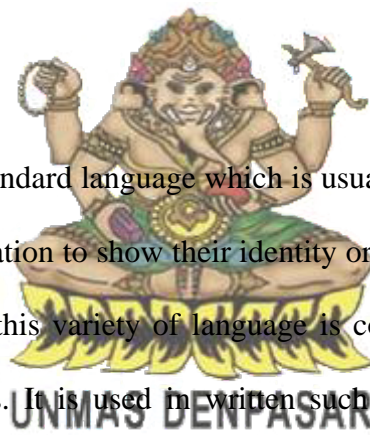 ndard language which is usua
ation to show their identity or
this variety of language is co
. It is used in written such
UNMAS DENPASAR